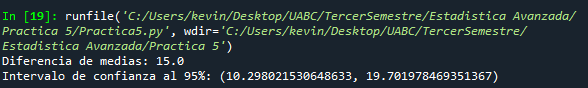 In [19]: runfile('C:/Users/kevin/Desktop/UABC/TercerSemestre/Estadistica Avanzada/
Practica 5/Practica5.py', wdir='C:/Users/kevin/Desktop/UABC/TercerSemestre/
Estadistica Avanzada/Practica 5')
Diferencia de medias: 15.0
Intervalo de confianza al 95%: (10.298021530648633, 19.701978469351367)